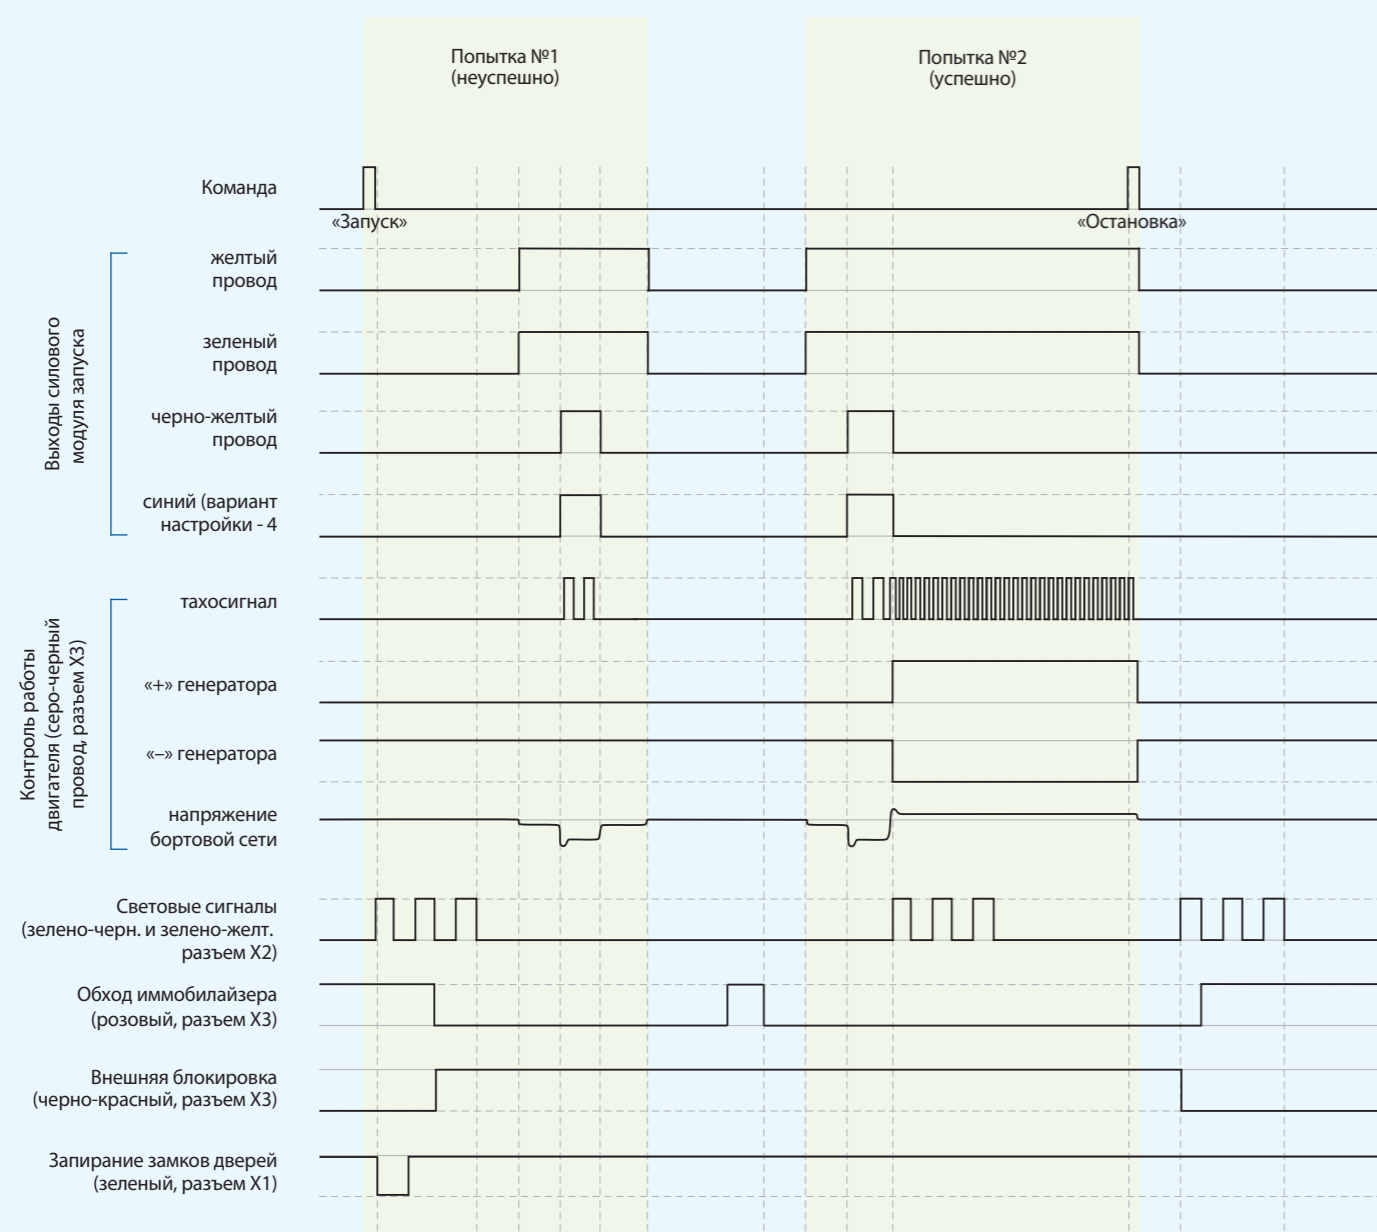 Попытка №1
(неуспешно)
Попытка №2
(успешно)
Команда
«Запуск»
«Остановка»
Выходы силового
модуля запуска
желтый
провод
зеленый
провод
черно-желтый
провод
синий (вариант
настройки - 4
Контроль работы
двигателя (серо-черный
провод, разъем X3)
тахосигнал
«+» генератора
«–» генератора
напряжение
бортовой сети
Световые сигналы
(зелено-черн. и зелено-желт.
разъем X2)
Обход иммобилайзера
(розовый, разъем X3)
Внешняя блокировка
(черно-красный, разъем X3)
Запирание замков дверей
(зеленый, разъем X1)